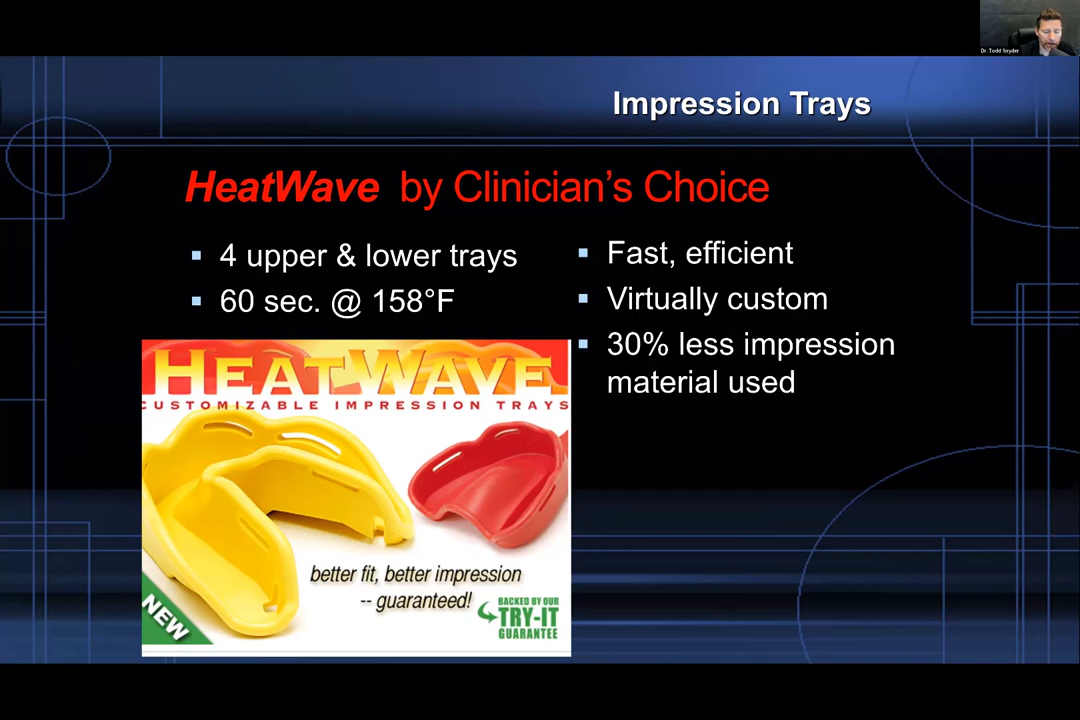 Dr. Todd Snyder
Impression Trays
HeatWave by Clinician's Choice
▪ 4 upper & lower trays
▪ 60 sec. @ 158°F
▪ Fast, efficient
▪ Virtually custom
▪ 30% less impression
material used
HEATWAVE
CUSTOMIZABLE IMPRESSION TRAYS
better fit, better impression
-- guaranteed!
BACKED BY OUR
TRY-IT
GUARANTEE
NEW